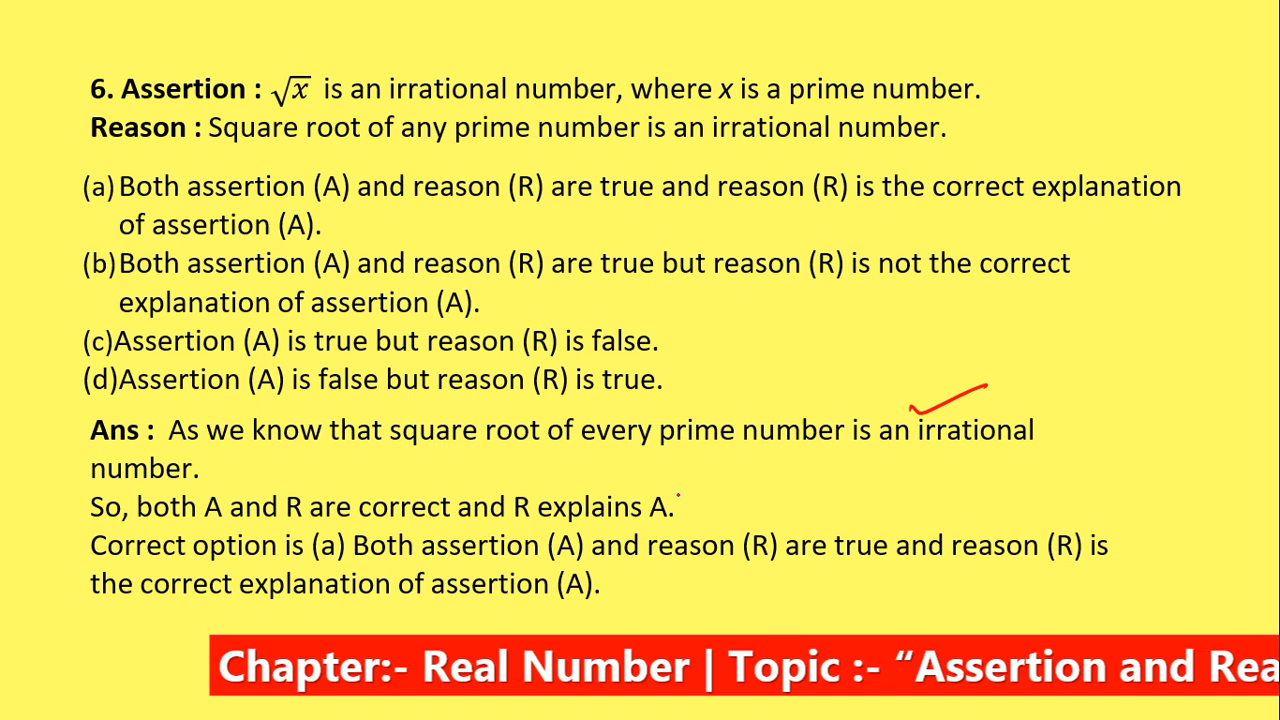 6. Assertion : √x is an irrational number, where x is a prime number.
Reason : Square root of any prime number is an irrational number.
(a) Both assertion (A) and reason (R) are true and reason (R) is the correct explanation
of assertion (A).
(b) Both assertion (A) and reason (R) are true but reason (R) is not the correct
explanation of assertion (A).
(c)Assertion (A) is true but reason (R) is false.
(d)Assertion (A) is false but reason (R) is true.
Ans : As we know that square root of every prime number is an irrational
number.
So, both A and R are correct and R explains A.
Correct option is (a) Both assertion (A) and reason (R) are true and reason (R) is
the correct explanation of assertion (A).
Chapter:- Real Number | Topic :- “Assertion and Rea